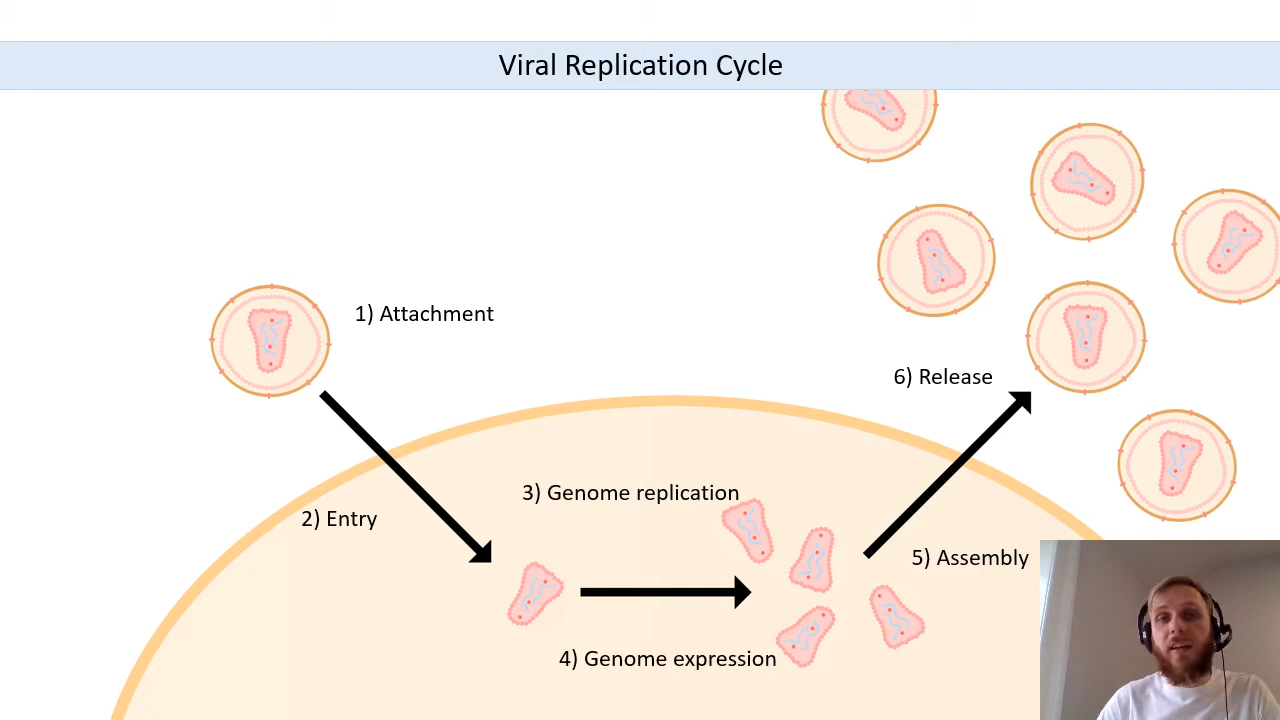 Viral Replication Cycle
1) Attachment
2) Entry
3) Genome replication
4) Genome expression
5) Assembly
6) Release